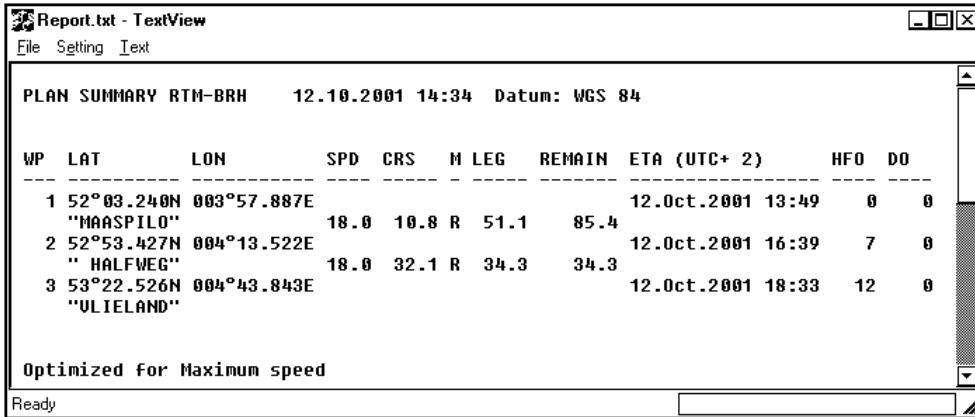 Report.txt - TextView
File Setting Text
PLAN SUMMARY RTM-BRH 12.10.2001 14:34 Datum: WGS 84
WP LAT LON SPD CRS M LEG REMAIN ETA (UTC+ 2) HFO DO
--- ---------- ----------- ---- ----- - ----- ------- ----------------- ---- ----
1 52°03.240N 003°57.887E 12.Oct.2001 13:49 0 0
"MAASPILO" 18.0 10.8 R 51.1 85.4
2 52°53.427N 004°13.522E 12.Oct.2001 16:39 7 0
" HALFWEG" 18.0 32.1 R 34.3 34.3
3 53°22.526N 004°43.843E 12.Oct.2001 18:33 12 0
"VLIELAND"
Optimized for Maximum speed
Ready